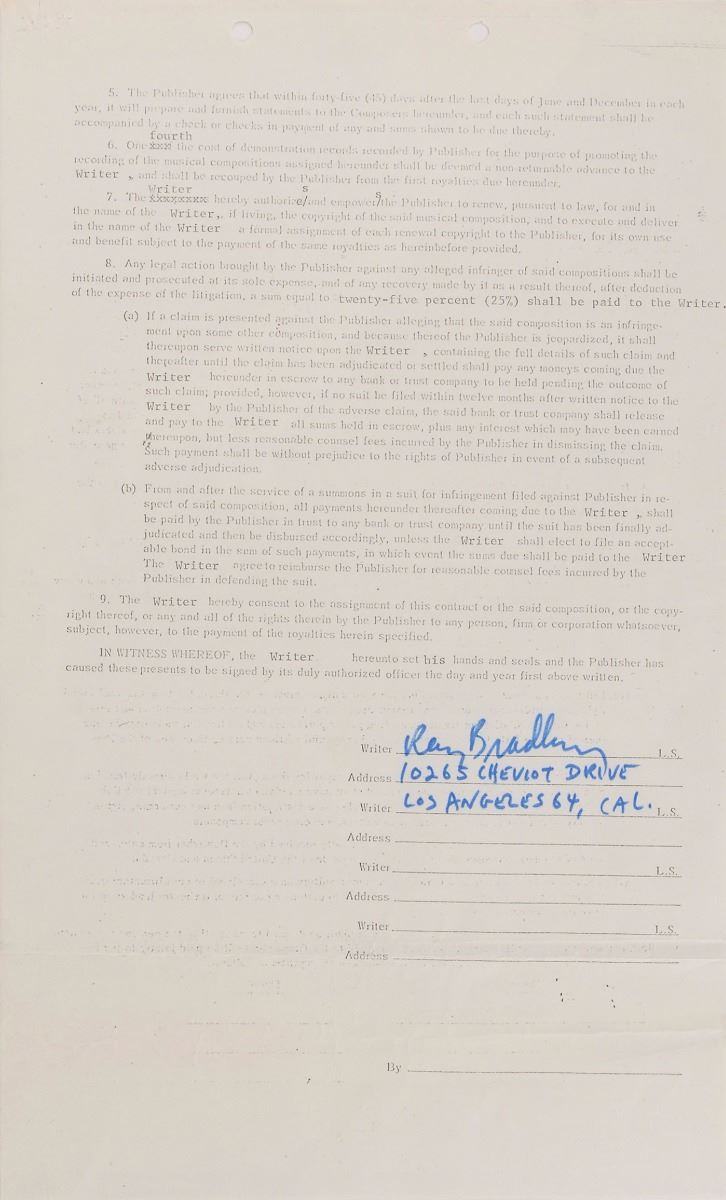 5. The Publisher agrees that within forty-five (45) days after the last days of June and December in each
year, it will prepare and furnish statements to the Composers hereunder, and each such statement shall be
accompanied by a check or checks in payment of any and sums shown to be due thereby.
fourth
6. One xxxx the cost of demonstration records recorded by Publisher for the purpose of promoting the
recording of the musical compositions assigned hereunder shall be deemed a non-returnable advance to the
Writer , and shall be recouped by the Publisher from the first royalties due hereunder.
Writer s s
7. The xxxxxxxxx hereby authorize/and empower/the Publisher to renew, pursuant to law, for and in
the name of the Writer,, if living, the copyright of the said musical composition, and to execute and deliver
in the name of the Writer a formal assignment of each renewal copyright to the Publisher, for its own use
and benefit subject to the payment of the same royalties as hereinbefore provided.
8. Any legal action brought by the Publisher against any alleged infringer of said compositions shall be
initiated and prosecuted at its sole expense, and of any recovery made by it as a result thereof, after deduction
of the expense of the litigation, a sum equal to twenty-five percent (25%) shall be paid to the Writer.
(a) If a claim is presented against the Publisher alleging that the said composition is an infringe-
ment upon some other composition, and because thereof the Publisher is jeopardized, it shall
thereupon serve written notice upon the Writer , containing the full details of such claim and
thereafter until the claim has been adjudicated or settled shall pay any moneys coming due the
Writer hereunder in escrow to any bank or trust company to be held pending the outcome of
such claim; provided, however, if no suit be filed within twelve months after written notice to the
Writer by the Publisher of the adverse claim, the said bank or trust company shall release
and pay to the Writer all sums held in escrow, plus any interest which may have been earned
thereupon, but less reasonable counsel fees incurred by the Publisher in dismissing the claim.
Such payment shall be without prejudice to the rights of Publisher in event of a subsequent
adverse adjudication.
(b) From and after the service of a summons in a suit for infringement filed against Publisher in re-
spect of said composition, all payments hereunder thereafter coming due to the Writer ,, shall
be paid by the Publisher in trust to any bank or trust company until the suit has been finally ad-
judicated and then be disbursed accordingly, unless the Writer shall elect to file an accept-
able bond in the sum of such payments, in which event the sums due shall be paid to the Writer
The Writer agree to reimburse the Publisher for reasonable counsel fees incurred by the
Publisher in defending the suit.
9. The Writer hereby consent to the assignment of this contract or the said composition, or the copy-
right thereof, or any and all of the rights therein by the Publisher to any person, firm or corporation whatsoever,
subject, however, to the payment of the royalties herein specified.
IN WITNESS WHEREOF, the Writer hereunto set his hands and seals and the Publisher has
caused these presents to be signed by its duly authorized officer the day and year first above written.
Writer Ray Bradbury L.S.
Address 10265 CHEVIOT DRIVE
Writer LOS ANGELES 64, CAL. L.S.
Address
Writer L.S.
Address
Writer L.S.
Address
By